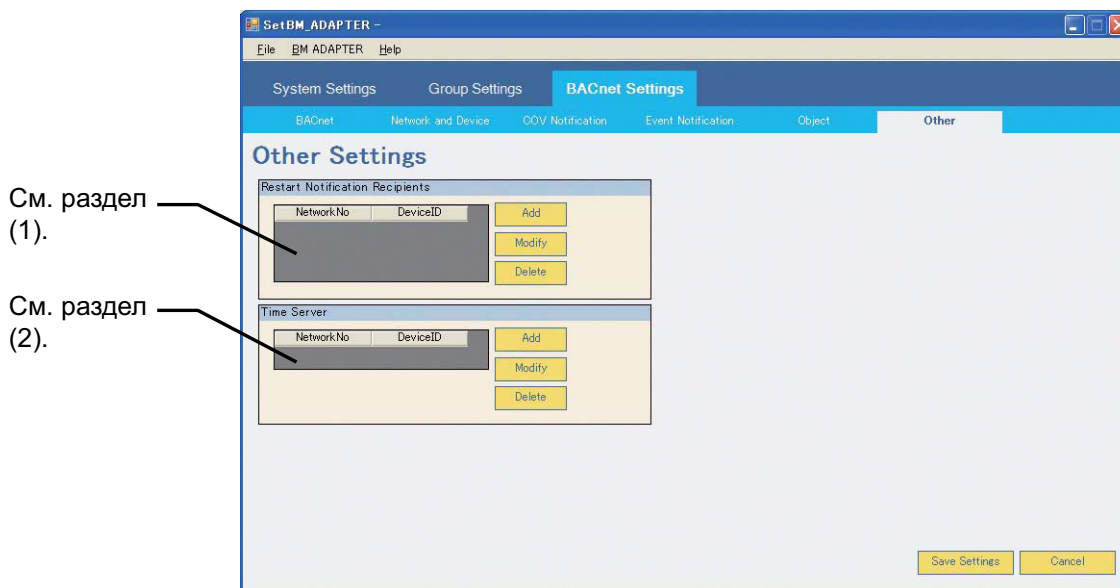 SetBM_ADAPTER -
File BM ADAPTER Help
System Settings Group Settings BACnet Settings
BACnet Network and Device COV Notification Event Notification Object Other
Other Settings
Restart Notification Recipients
NetworkNo DeviceID
Add
Modify
Delete
См. раздел
(1).
Time Server
NetworkNo DeviceID
Add
Modify
Delete
См. раздел
(2).
Save Settings Cancel